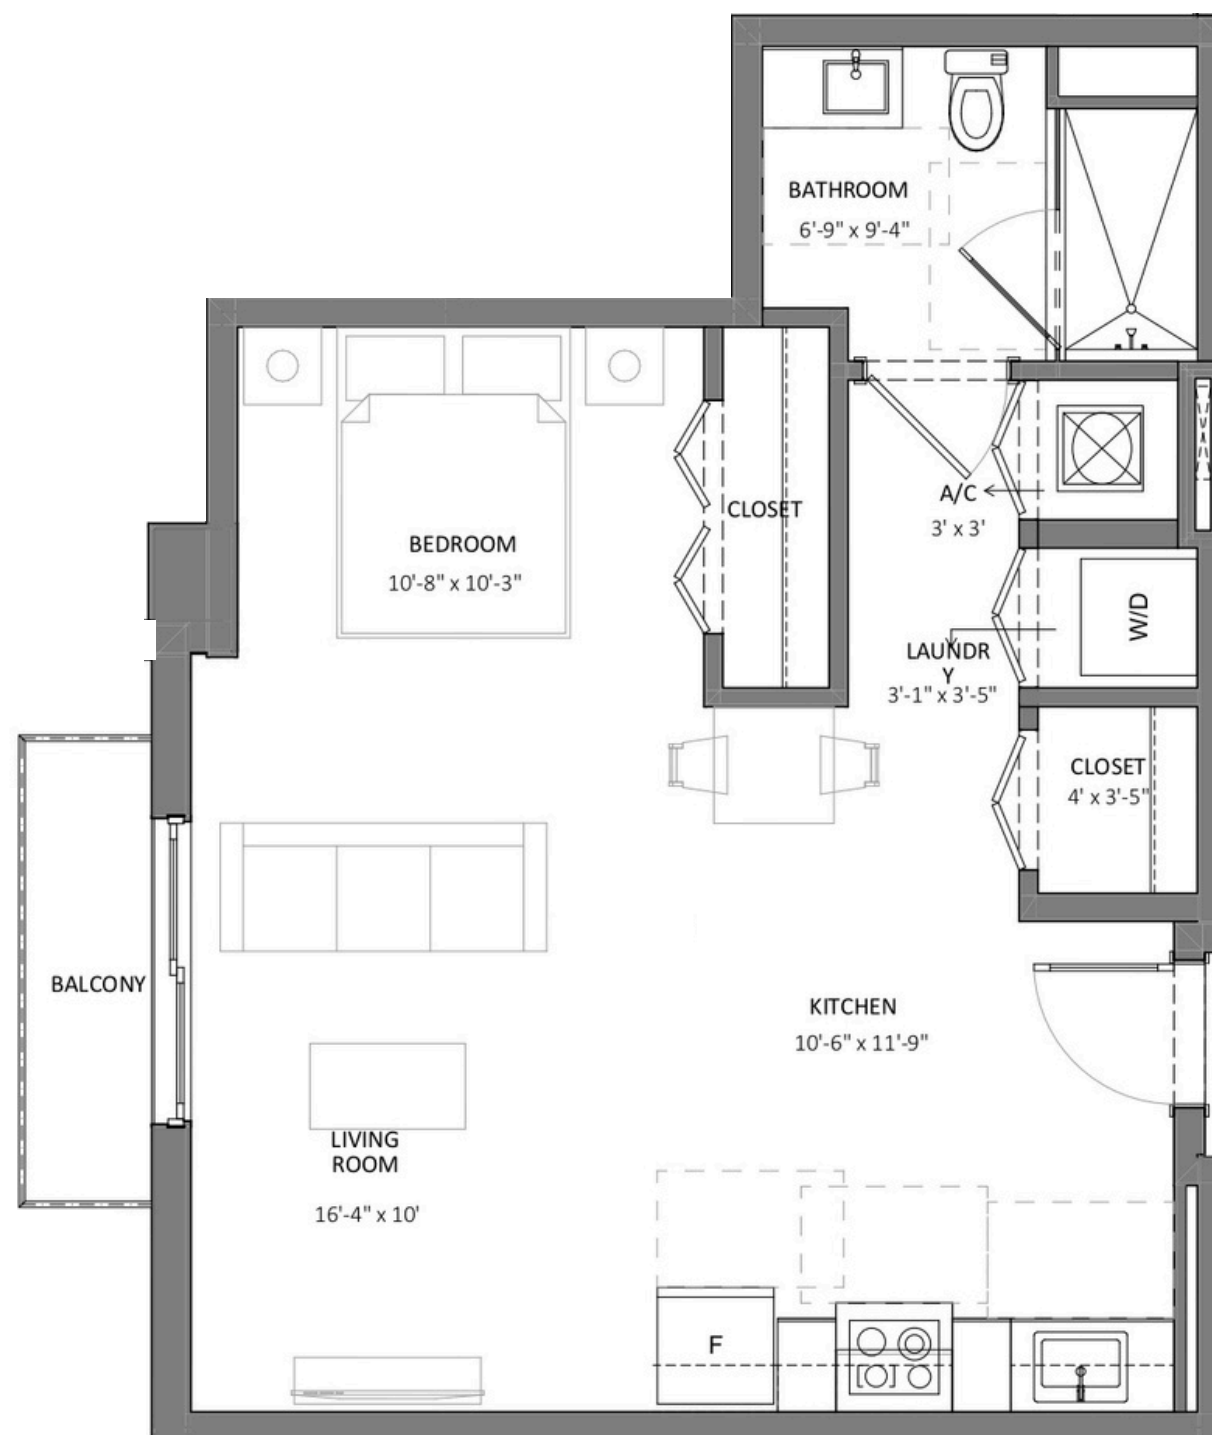 BATHROOM
6'-9" x 9'-4"
A/C
3' x 3'
CLOSET
BEDROOM
10'-8" x 10'-3"
W/D
LAUNDR
Y
3'-1" x 3'-5"
CLOSET
4' x 3'-5"
BALCONY
KITCHEN
10'-6" x 11'-9"
LIVING
ROOM
16'-4" x 10'
F